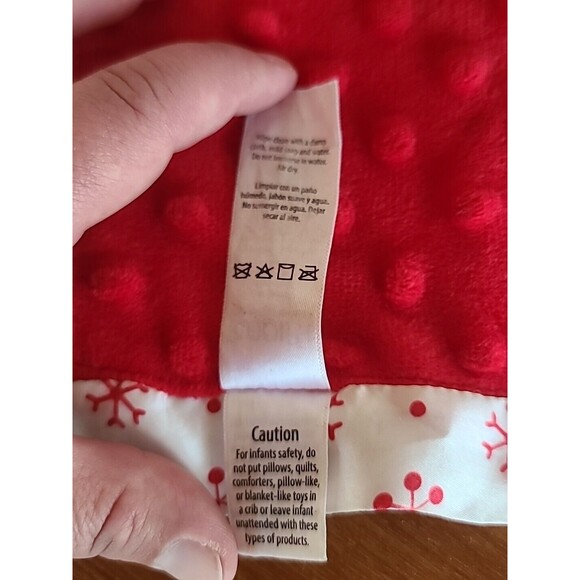 Wipe clean with a damp
cloth, mild soap and water.
Do not immerse in water.
Air dry.
Limpiar con un paño
húmedo, jabón suave y agua.
No sumergir en agua. Dejar
secar al aire.
Caution
For infants safety, do
not put pillows, quilts,
comforters, pillow-like,
or blanket-like toys in
a crib or leave infant
unattended with these
types of products.